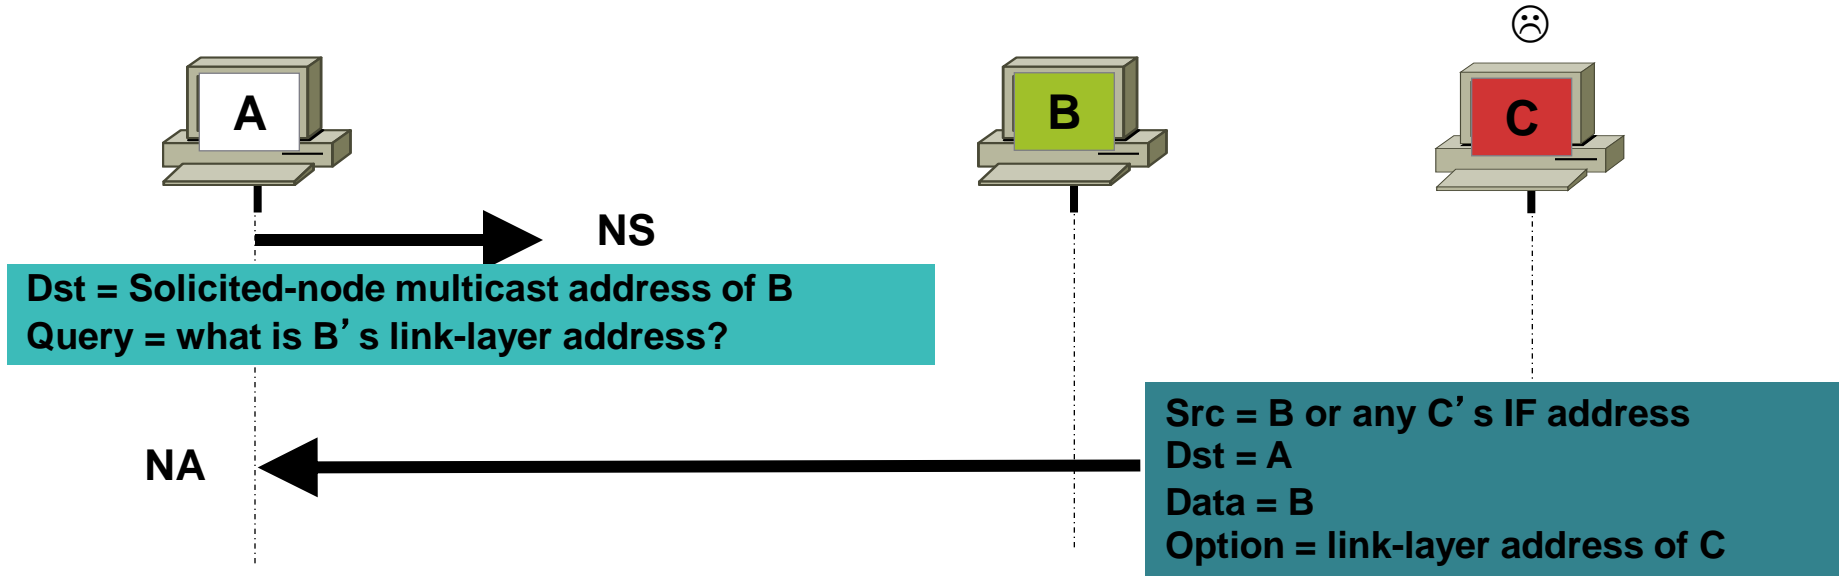 A
B
C
NS
Dst = Solicited-node multicast address of B
Query = what is B’s link-layer address?
Src = B or any C’s IF address
Dst = A
NA
Data = B
Option = link-layer address of C